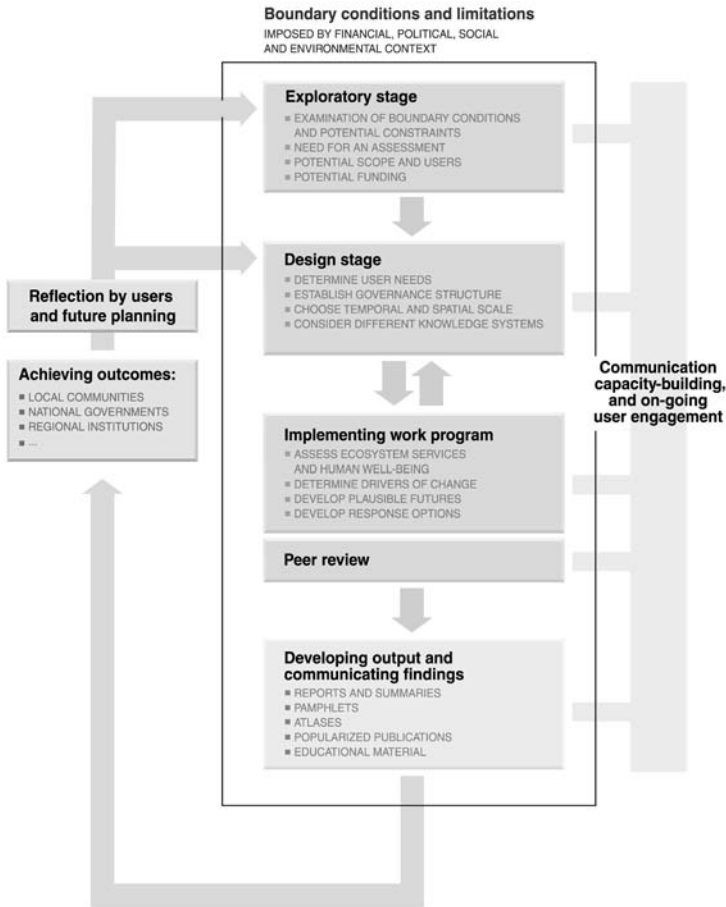 Boundary conditions and limitations
IMPOSED BY FINANCIAL, POLITICAL, SOCIAL
AND ENVIRONMENTAL CONTEXT
Exploratory stage
■ EXAMINATION OF BOUNDARY CONDITIONS
AND POTENTIAL CONSTRAINTS
■ NEED FOR AN ASSESSMENT
■ POTENTIAL SCOPE AND USERS
■ POTENTIAL FUNDING
Design stage
■ DETERMINE USER NEEDS
■ ESTABLISH GOVERNANCE STRUCTURE
■ CHOOSE TEMPORAL AND SPATIAL SCALE
■ CONSIDER DIFFERENT KNOWLEDGE SYSTEMS
Reflection by users
and future planning
Achieving outcomes:
■ LOCAL COMMUNITIES
■ NATIONAL GOVERNMENTS
■ REGIONAL INSTITUTIONS
■ ...
Communication
capacity-building,
and on-going
user engagement
Implementing work program
■ ASSESS ECOSYSTEM SERVICES
AND HUMAN WELL-BEING
■ DETERMINE DRIVERS OF CHANGE
■ DEVELOP PLAUSIBLE FUTURES
■ DEVELOP RESPONSE OPTIONS
Peer review
Developing output and
communicating findings
■ REPORTS AND SUMMARIES
■ PAMPHLETS
■ ATLASES
■ POPULARIZED PUBLICATIONS
■ EDUCATIONAL MATERIAL